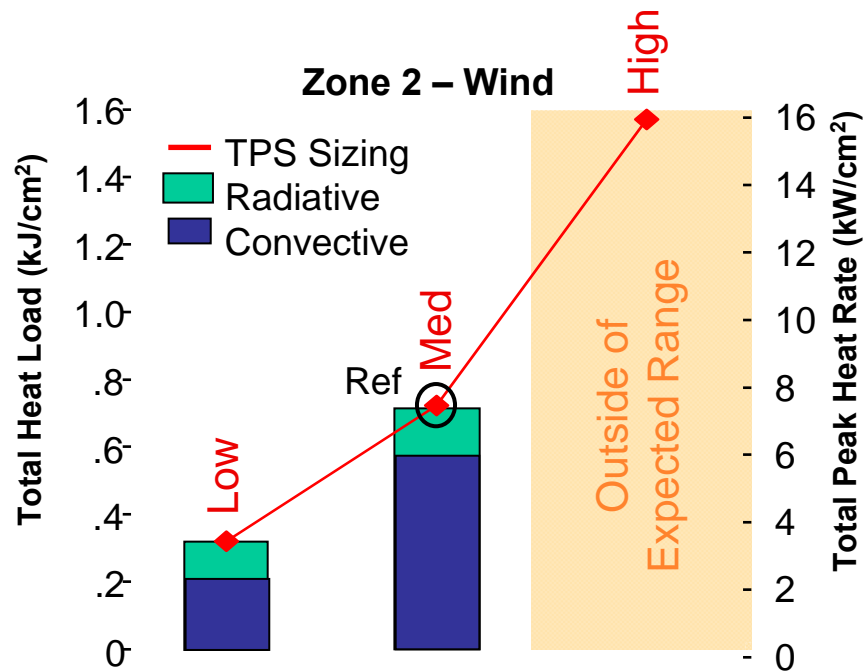 Zone 2 – Wind
High
TPS Sizing
Radiative
Convective
Total Heat Load (kJ/cm²)
1.6
1.4
1.2
1.0
.8
.6
.4
.2
0
Low
Ref
Med
Outside of
Expected Range
16
14
12
10
8
6
4
2
0
Total Peak Heat Rate (kW/cm²)